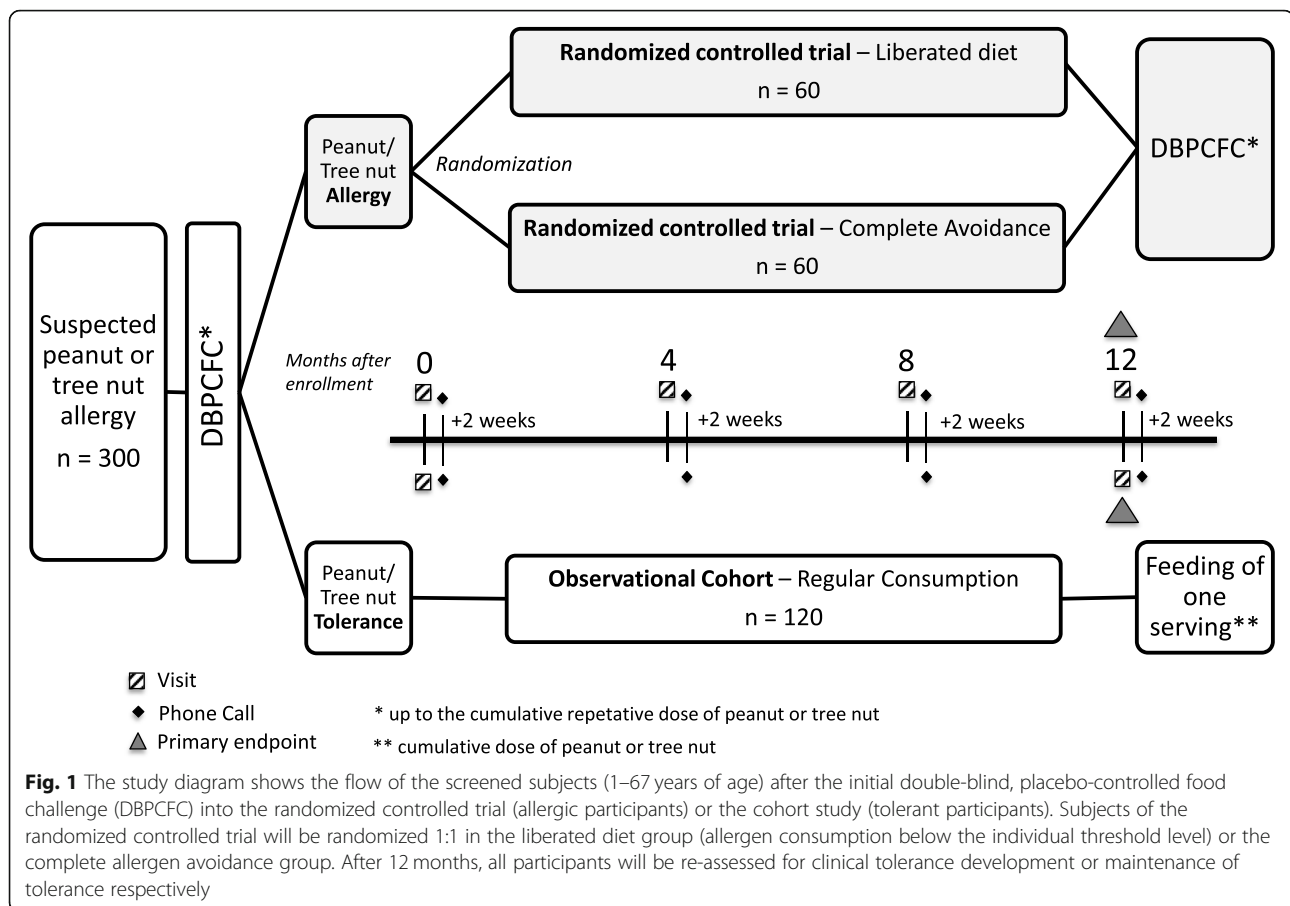 Randomized controlled trial – Liberated diet
n = 60
Peanut/
Tree nut
Allergy
Randomization
DBPCFC*
Randomized controlled trial – Complete Avoidance
n = 60
Suspected
peanut or
tree nut
allergy
n = 300
DBPCFC*
Months after
enrollment
0
4
8
12
+2 weeks
+2 weeks
+2 weeks
+2 weeks
Peanut/
Tree nut
Tolerance
Observational Cohort – Regular Consumption
n = 120
Feeding of
one
serving**
Visit
Phone Call
* up to the cumulative repetative dose of peanut or tree nut
Primary endpoint
** cumulative dose of peanut or tree nut
Fig. 1 The study diagram shows the flow of the screened subjects (1–67 years of age) after the initial double-blind, placebo-controlled food
challenge (DBPCFC) into the randomized controlled trial (allergic participants) or the cohort study (tolerant participants). Subjects of the
randomized controlled trial will be randomized 1:1 in the liberated diet group (allergen consumption below the individual threshold level) or the
complete allergen avoidance group. After 12 months, all participants will be re-assessed for clinical tolerance development or maintenance of
tolerance respectively